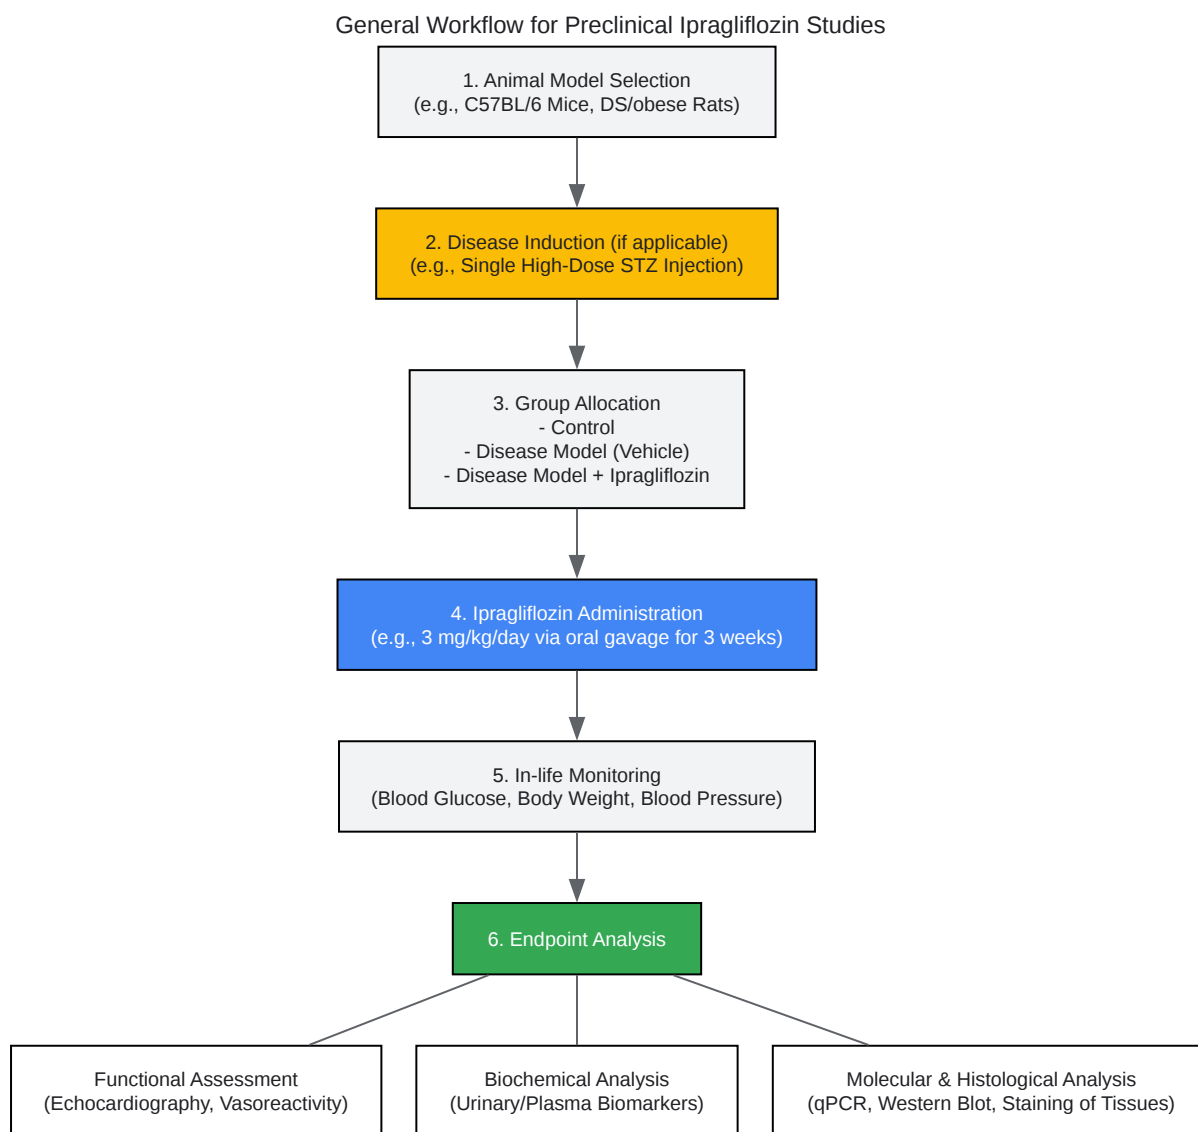 General Workflow for Preclinical Ipragliflozin Studies
1. Animal Model Selection
(e.g., C57BL/6 Mice, DS/obese Rats)
2. Disease Induction (if applicable)
(e.g., Single High-Dose STZ Injection)
3. Group Allocation
- Control
- Disease Model (Vehicle)
- Disease Model + Ipragliflozin
4. Ipragliflozin Administration
(e.g., 3 mg/kg/day via oral gavage for 3 weeks)
5. In-life Monitoring
(Blood Glucose, Body Weight, Blood Pressure)
6. Endpoint Analysis
Functional Assessment
(Echocardiography, Vasoreactivity)
Biochemical Analysis
(Urinary/Plasma Biomarkers)
Molecular & Histological Analysis
(qPCR, Western Blot, Staining of Tissues)